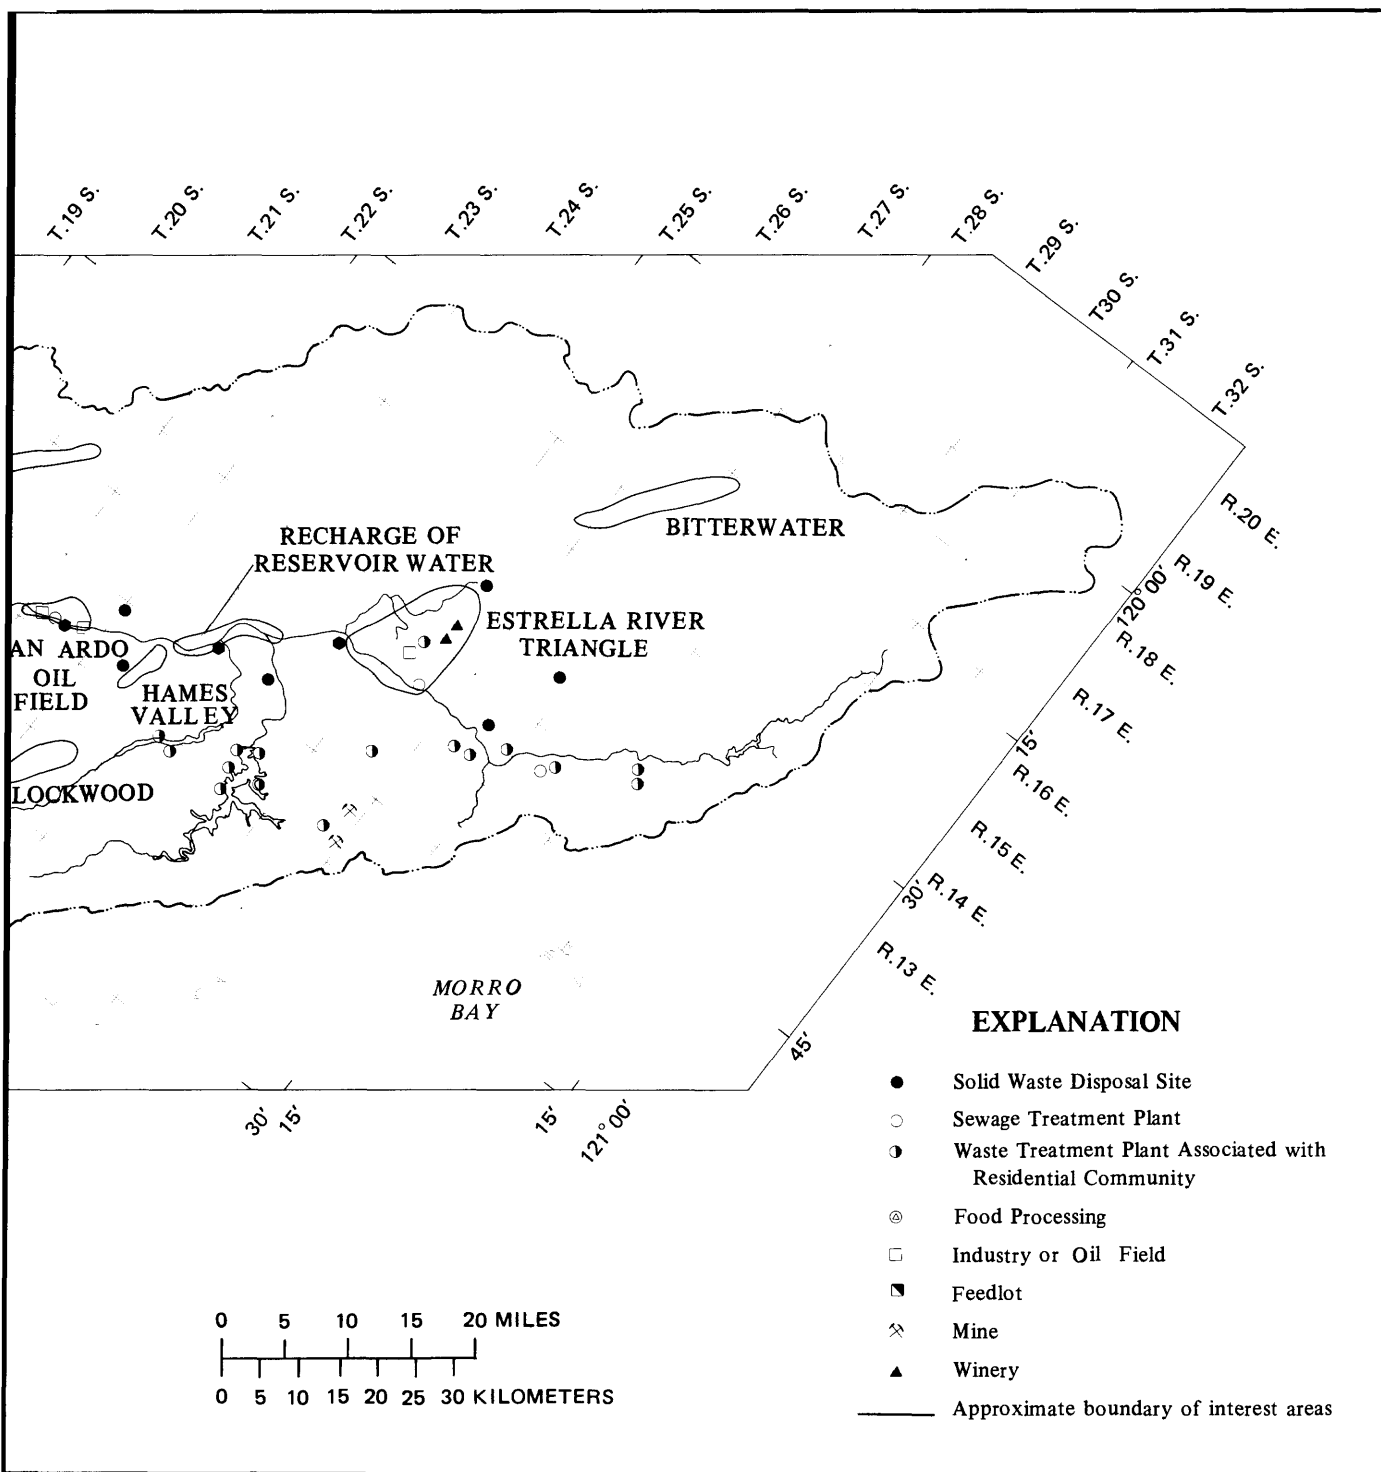 T.19 S.
T.20 S.
T.21 S.
T.22 S.
T.23 S.
T.24 S.
T.25 S.
T.26 S.
T.27 S.
T.28 S.
T.29 S.
T30 S.
T.31 S.
T.32 S.
R.20 E.
R.19 E.
120° 00'
R.18 E.
R.17 E.
15'
R.16 E.
R.15 E.
30'
R.14 E.
R.13 E.
45'
BITTERWATER
RECHARGE OF
RESERVOIR WATER
ESTRELLA RIVER
TRIANGLE
AN ARDO
OIL
FIELD
HAMES
VALLEY
LOCKWOOD
MORRO
BAY
30'
15'
15'
121° 00'
EXPLANATION
Solid Waste Disposal Site
Sewage Treatment Plant
Waste Treatment Plant Associated with
Residential Community
Food Processing
Industry or Oil Field
Feedlot
Mine
Winery
Approximate boundary of interest areas
0 5 10 15 20 MILES
0 5 10 15 20 25 30 KILOMETERS